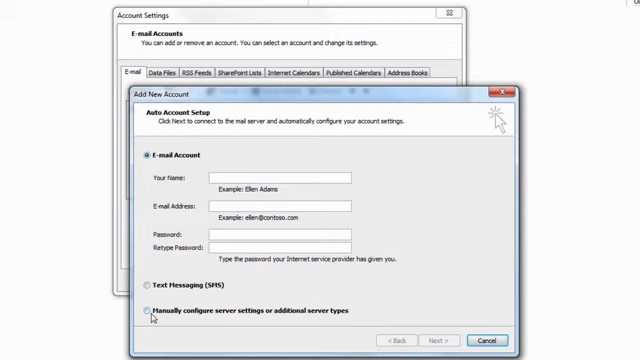 Account Settings
E-mail Accounts
You can add or remove an account. You can select an account and change its settings.
E-mail Data Files RSS Feeds SharePoint Lists Internet Calendars Published Calendars Address Books
Add New Account
Auto Account Setup
Click Next to connect to the mail server and automatically configure your account settings.
E-mail Account
Your Name:
Example: Ellen Adams
E-mail Address:
Example: ellen@contoso.com
Password:
Retype Password:
Type the password your Internet service provider has given you.
Text Messaging (SMS)
Manually configure server settings or additional server types
< Back Next > Cancel